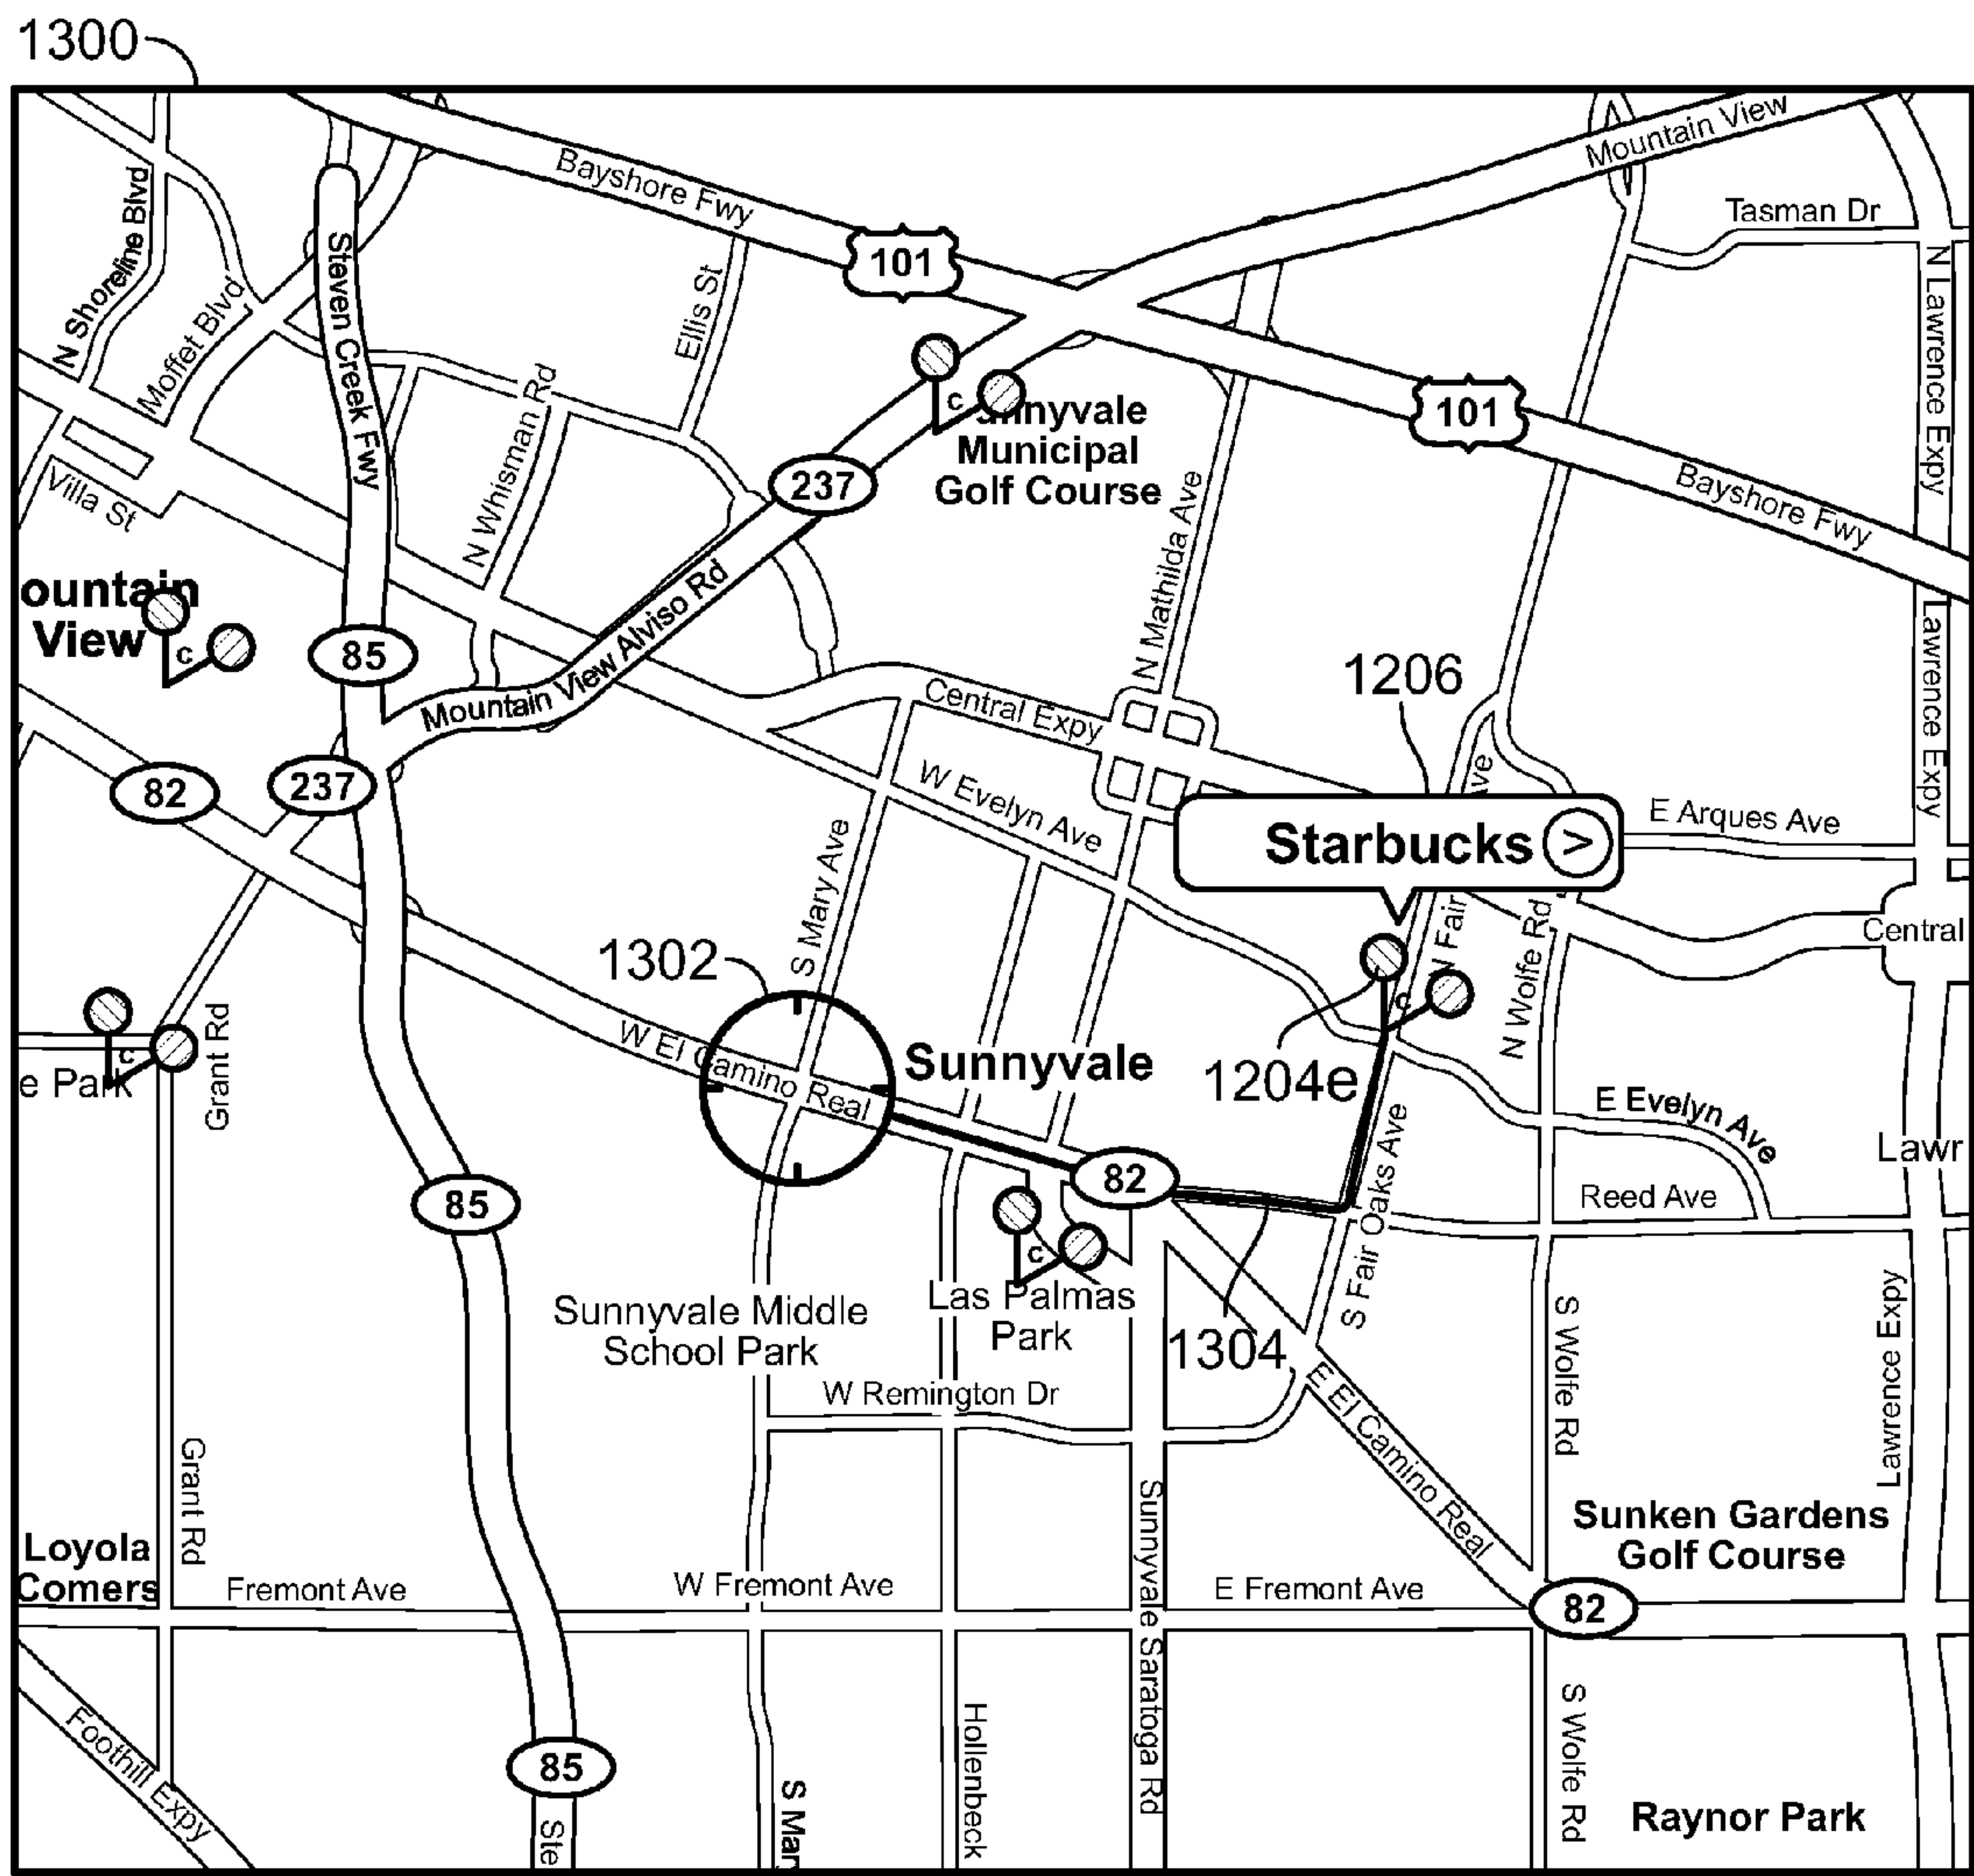 1300
Bayshore Fwy
Mountain View
Tasman Dr
N Shoreline Blvd
Moffet Blvd
Steven Creek Fwy
Ellis St
101
N Lawrence Expy
N Whisman Rd
c
Sunnyvale
Municipal
Golf Course
101
237
Villa St
Bayshore Fwy
N Mathilda Ave
ountain
View
c
85
Mountain View Alviso Rd
1206
Lawrence Expy
Central Expy
82
237
W Evelyn Ave
Ave
Starbucks >
E Arques Ave
S Mary Ave
N Fair
N Wolfe Rd
Central
1302
c
W El Camino Real
Sunnyvale
1204e
Grant Rd
c
e Park
E Evelyn Ave
Lawr
82
85
S Fair Oaks Ave
Reed Ave
c
Las Palmas
Park
Sunnyvale Middle
School Park
1304
S Wolfe Rd
Lawrence Expy
W Remington Dr
E El Camino Real
Grant Rd
Sunnyvale Saratoga Rd
Sunken Gardens
Golf Course
Loyola
Comers
Fremont Ave
W Fremont Ave
E Fremont Ave
82
Foothill Expy
85
Ste
S Mar
Hollenbeck
S Wolfe Rd
Raynor Park